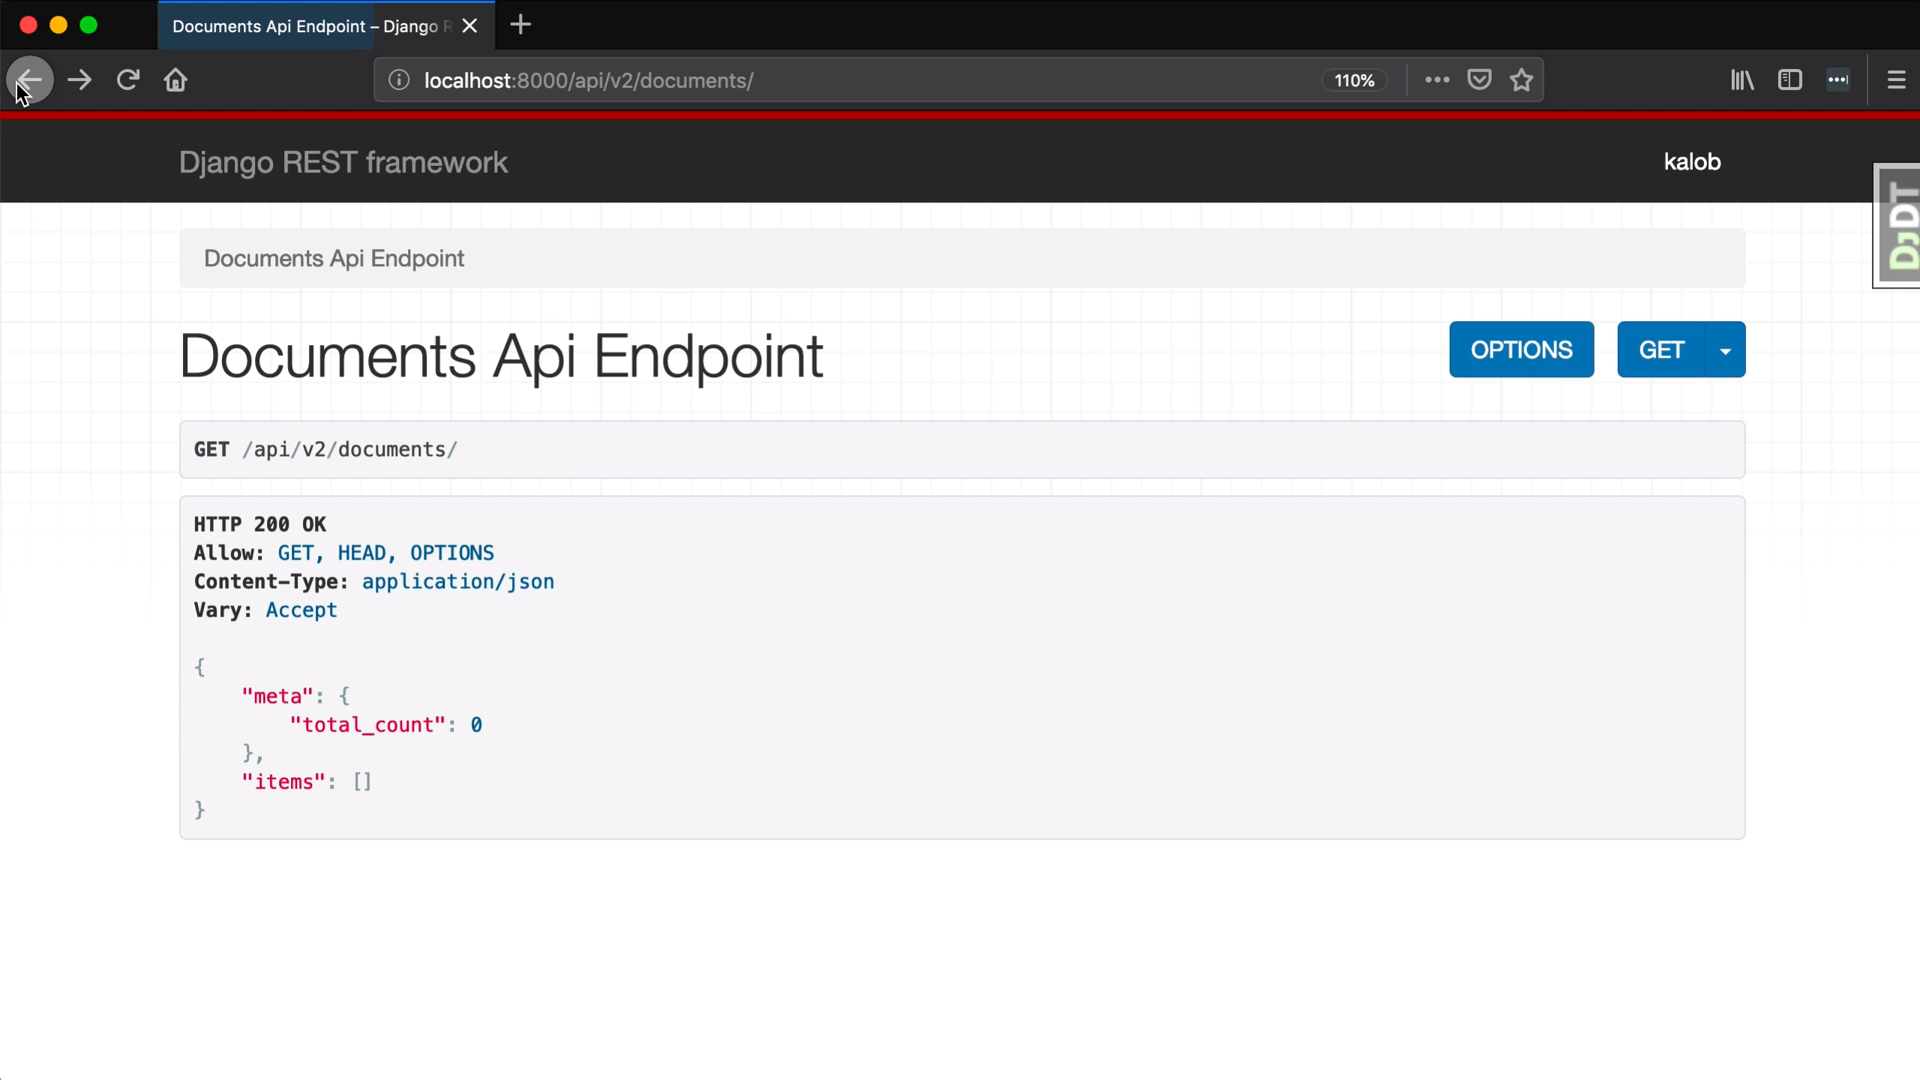 Documents Api Endpoint – Django R
localhost:8000/api/v2/documents/
110%
Django REST framework
kalob
DjDT
Documents Api Endpoint
Documents Api Endpoint
OPTIONS
GET
GET /api/v2/documents/
HTTP 200 OK
Allow: GET, HEAD, OPTIONS
Content-Type: application/json
Vary: Accept
{
    "meta": {
        "total_count": 0
    },
    "items": []
}